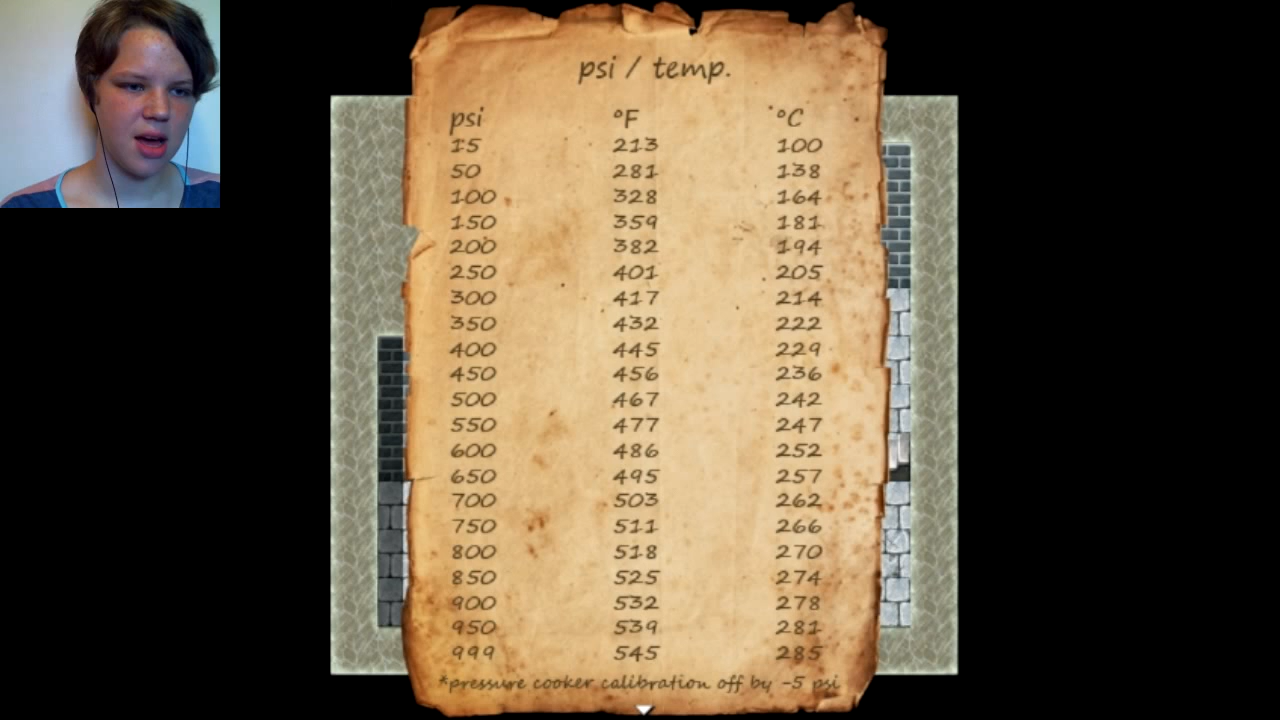 psi / temp.
psi °F °C
15 213 100
50 281 138
100 328 164
150 359 181
200 382 194
250 401 205
300 417 214
350 432 222
400 445 229
450 456 236
500 467 242
550 477 247
600 486 252
650 495 257
700 503 262
750 511 266
800 518 270
850 525 274
900 532 278
950 539 281
999 545 285
*pressure cooker calibration off by -5 psi